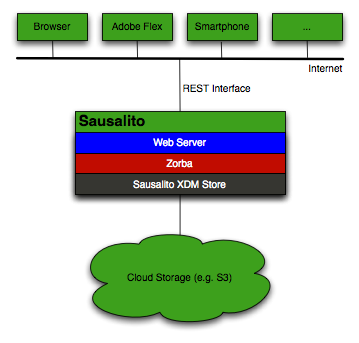 Browser
Adobe Flex
Smartphone
...
Internet
REST Interface
Sausalito
Web Server
Zorba
Sausalito XDM Store
Cloud Storage (e.g. S3)